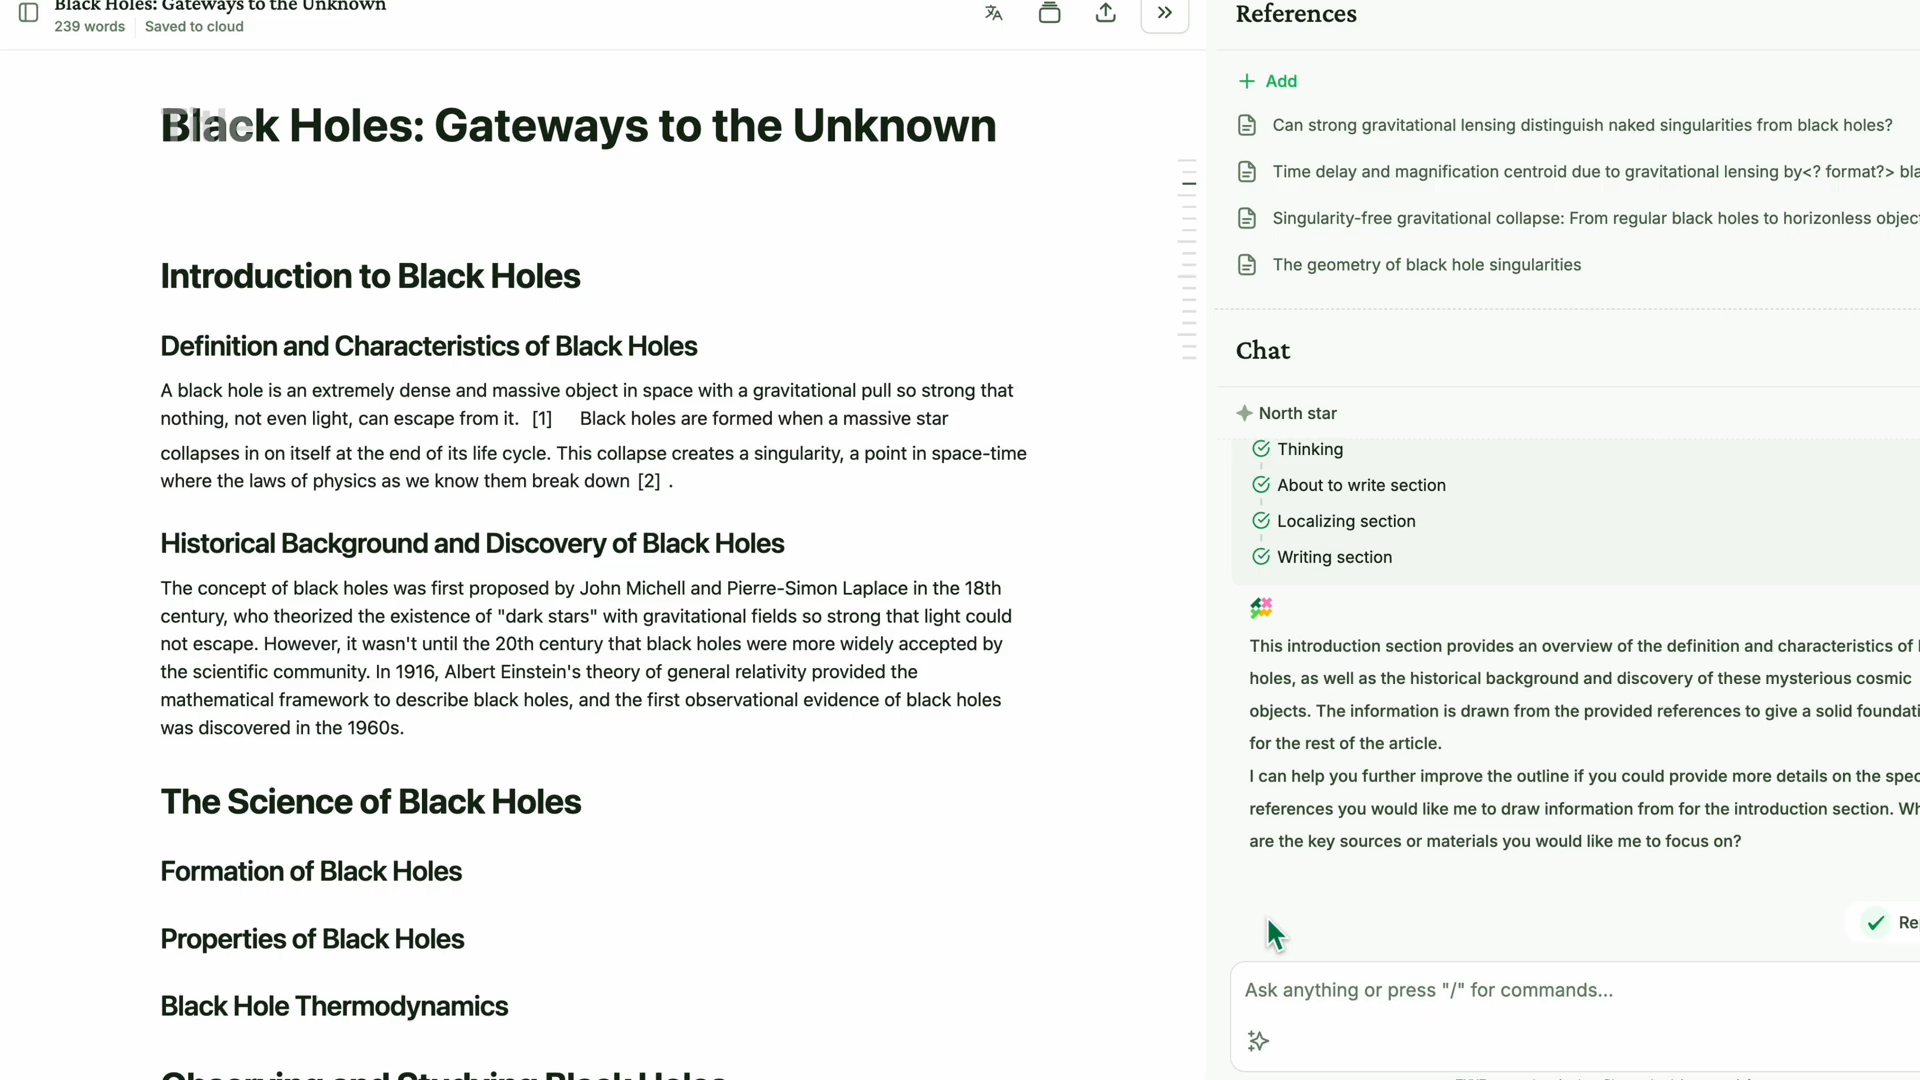 Black Holes: Gateways to the Unknown
239 words
Saved to cloud
Black Holes: Gateways to the Unknown
Introduction to Black Holes
Definition and Characteristics of Black Holes
A black hole is an extremely dense and massive object in space with a gravitational pull so strong that
nothing, not even light, can escape from it. [1] Black holes are formed when a massive star
collapses in on itself at the end of its life cycle. This collapse creates a singularity, a point in space-time
where the laws of physics as we know them break down [2] .
Historical Background and Discovery of Black Holes
The concept of black holes was first proposed by John Michell and Pierre-Simon Laplace in the 18th
century, who theorized the existence of "dark stars" with gravitational fields so strong that light could
not escape. However, it wasn't until the 20th century that black holes were more widely accepted by
the scientific community. In 1916, Albert Einstein's theory of general relativity provided the
mathematical framework to describe black holes, and the first observational evidence of black holes
was discovered in the 1960s.
The Science of Black Holes
Formation of Black Holes
Properties of Black Holes
Black Hole Thermodynamics
Observing and Studying Black Holes
References
Add
Can strong gravitational lensing distinguish naked singularities from black holes?
Time delay and magnification centroid due to gravitational lensing by<? format?>
Singularity-free gravitational collapse: From regular black holes to horizonless
The geometry of black hole singularities
Chat
North star
Thinking
About to write section
Localizing section
Writing section
This introduction section provides an overview of the definition and characteristics of
holes, as well as the historical background and discovery of these mysterious cosmic
objects. The information is drawn from the provided references to give a solid
for the rest of the article.
I can help you further improve the outline if you could provide more details on the
references you would like me to draw information from for the introduction section.
are the key sources or materials you would like me to focus on?
Ask anything or press "/" for commands...